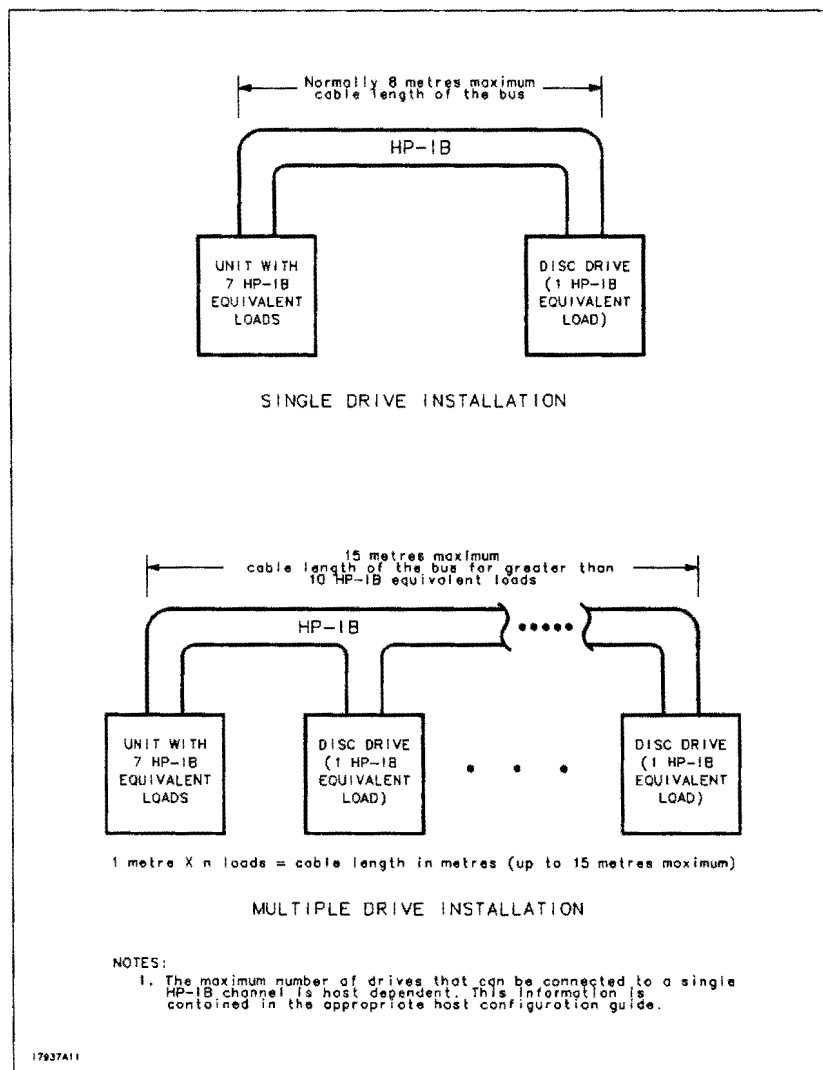 Normally 8 metres maximum
cable length of the bus
HP-IB
UNIT WITH
7 HP-IB
EQUIVALENT
LOADS
DISC DRIVE
(1 HP-IB
EQUIVALENT
LOAD)
SINGLE DRIVE INSTALLATION
15 metres maximum
cable length of the bus for greater than
10 HP-IB equivalent loads
HP-IB
UNIT WITH
7 HP-IB
EQUIVALENT
LOADS
DISC DRIVE
(1 HP-IB
EQUIVALENT
LOAD)
DISC DRIVE
(1 HP-IB
EQUIVALENT
LOAD)
1 metre X n loads = cable length in metres (up to 15 metres maximum)
MULTIPLE DRIVE INSTALLATION
NOTES:
1. The maximum number of drives that can be connected to a single
HP-IB channel is host dependent. This information is
contained in the appropriate host configuration guide.
17937A11